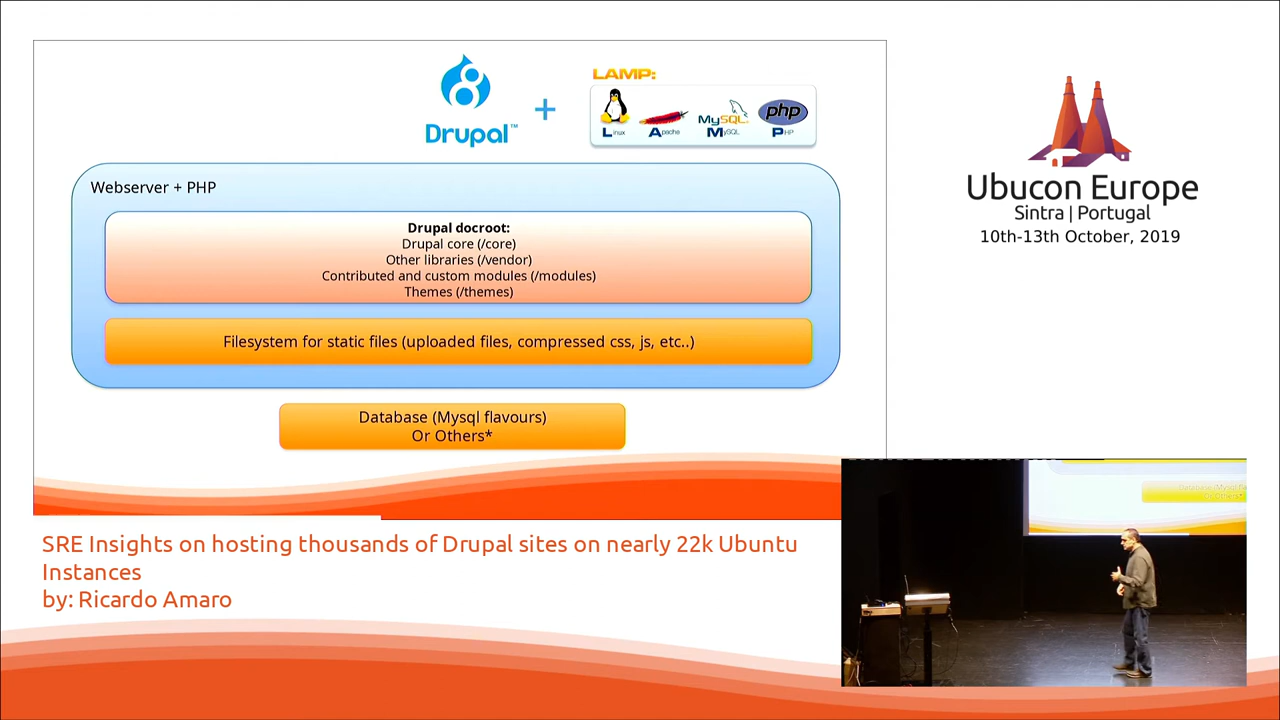 Drupal™
+
LAMP:
MySQL
php
Linux
Apache
MySQL
PHP
Webserver + PHP
Drupal docroot:
Drupal core (/core)
Other libraries (/vendor)
Contributed and custom modules (/modules)
Themes (/themes)
Filesystem for static files (uploaded files, compressed css, js, etc..)
Database (Mysql flavours)
Or Others*
Ubucon Europe
Sintra | Portugal
10th-13th October, 2019
SRE Insights on hosting thousands of Drupal sites on nearly 22k Ubuntu
Instances
by: Ricardo Amaro